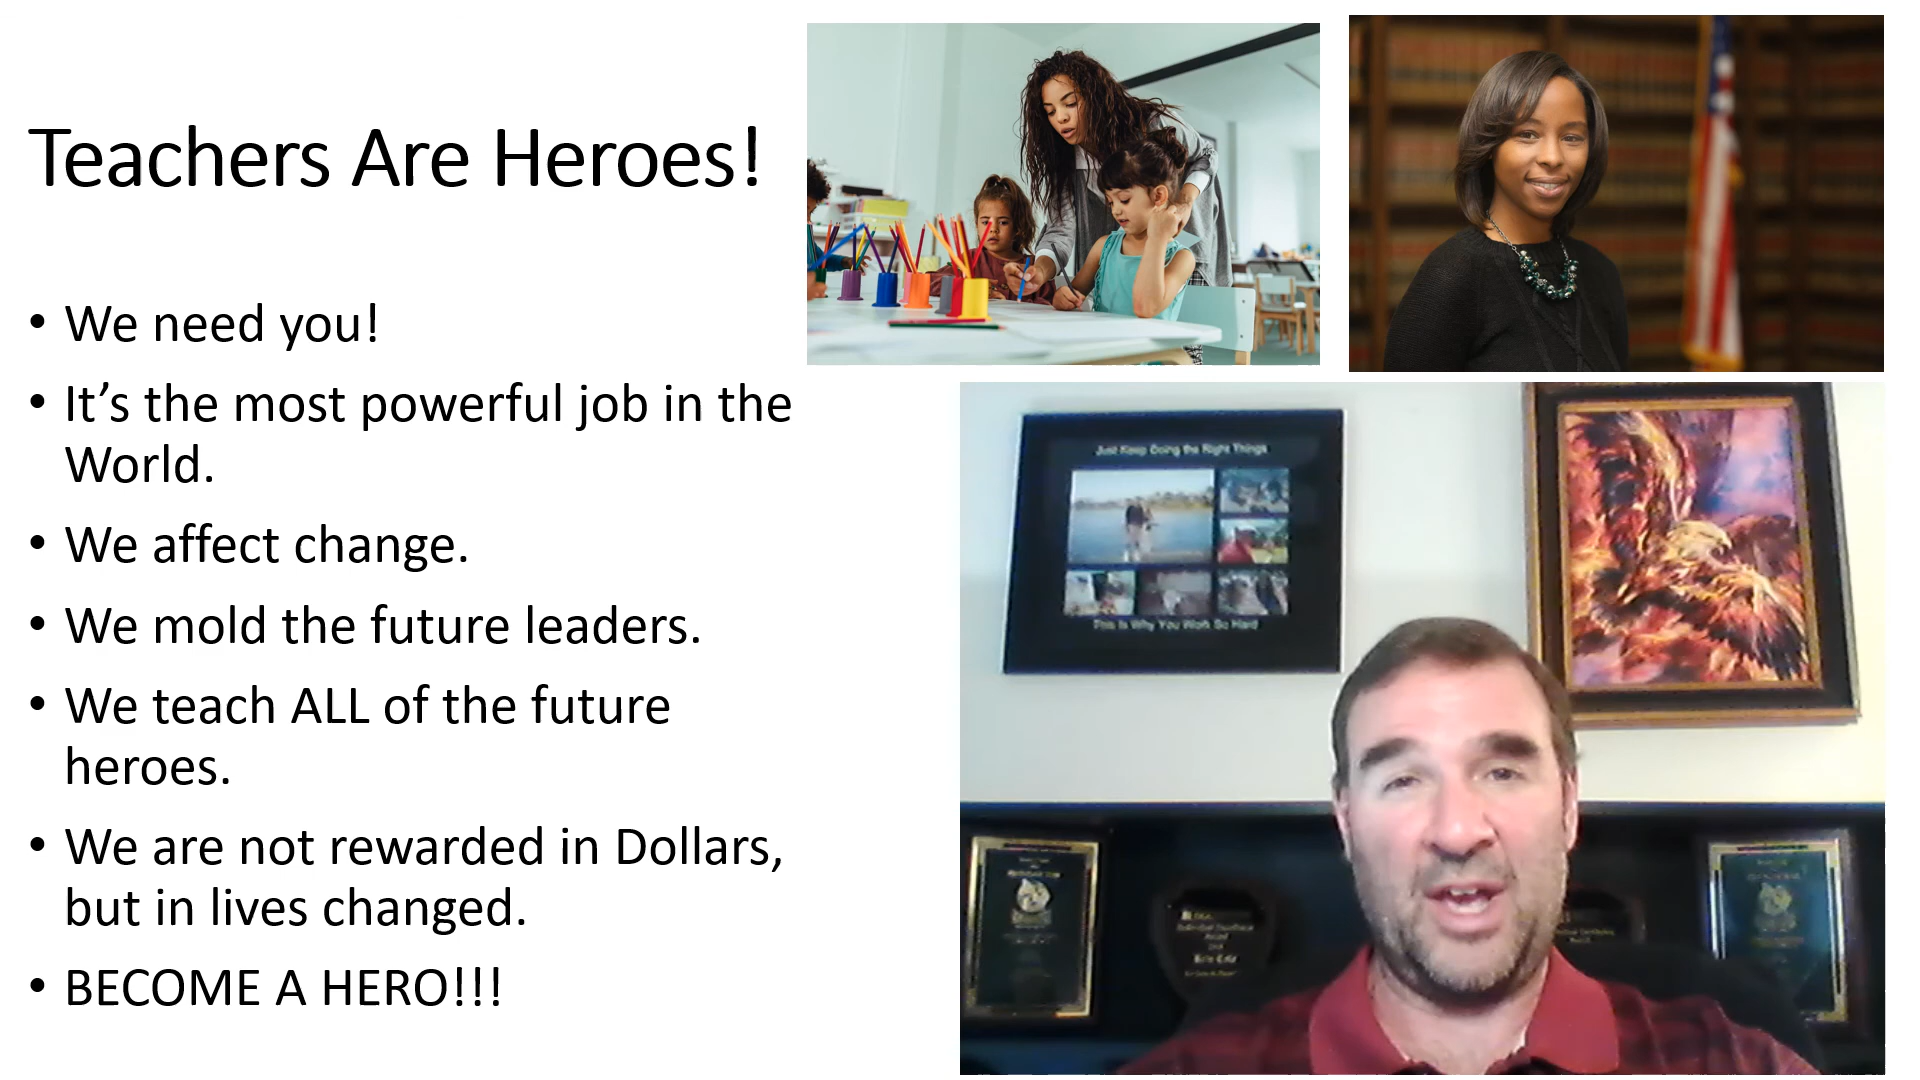 Teachers Are Heroes!
• We need you!
• It’s the most powerful job in the
World.
• We affect change.
• We mold the future leaders.
• We teach ALL of the future
heroes.
• We are not rewarded in Dollars,
but in lives changed.
• BECOME A HERO!!!
Just Keep Doing the Right Things
This Is Why You Work So Hard